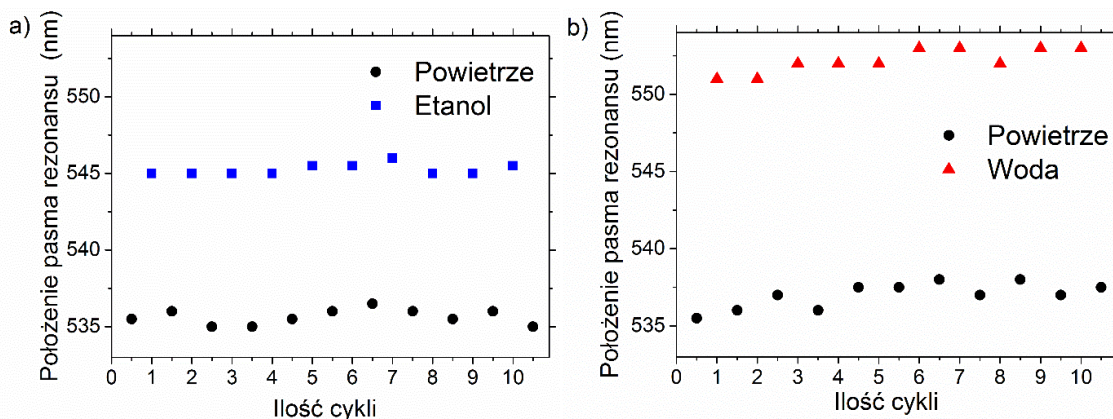 a)
Położenie pasma rezonansu (nm)
550
545
540
535
Powietrze
Etanol
0 1 2 3 4 5 6 7 8 9 10
Ilość cykli
b)
Położenie pasma rezonansu (nm)
550
545
540
535
Powietrze
Woda
0 1 2 3 4 5 6 7 8 9 10
Ilość cykli